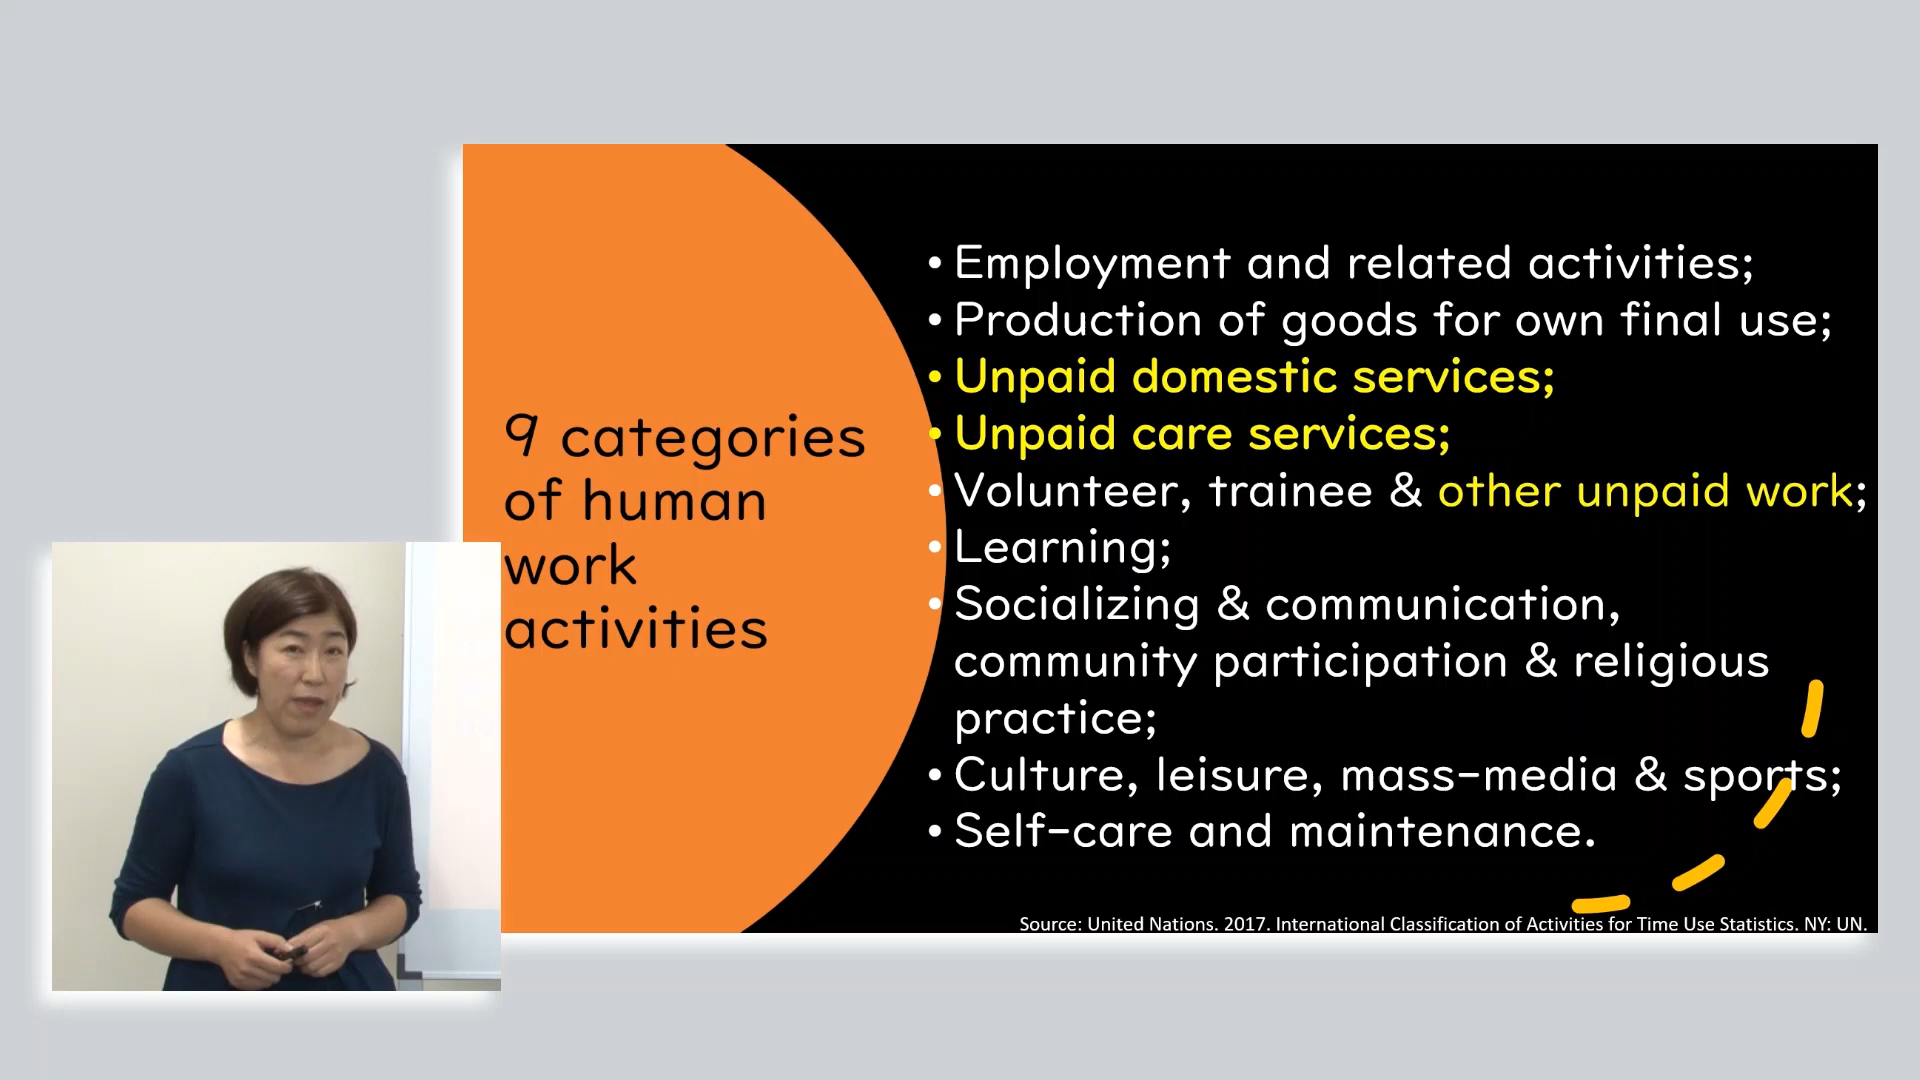 9 categories
of human
work
activities
• Employment and related activities;
• Production of goods for own final use;
• Unpaid domestic services;
• Unpaid care services;
• Volunteer, trainee & other unpaid work;
• Learning;
• Socializing & communication,
community participation & religious
practice;
• Culture, leisure, mass-media & sports;
• Self-care and maintenance.
Source: United Nations. 2017. International Classification of Activities for Time Use Statistics. NY: UN.